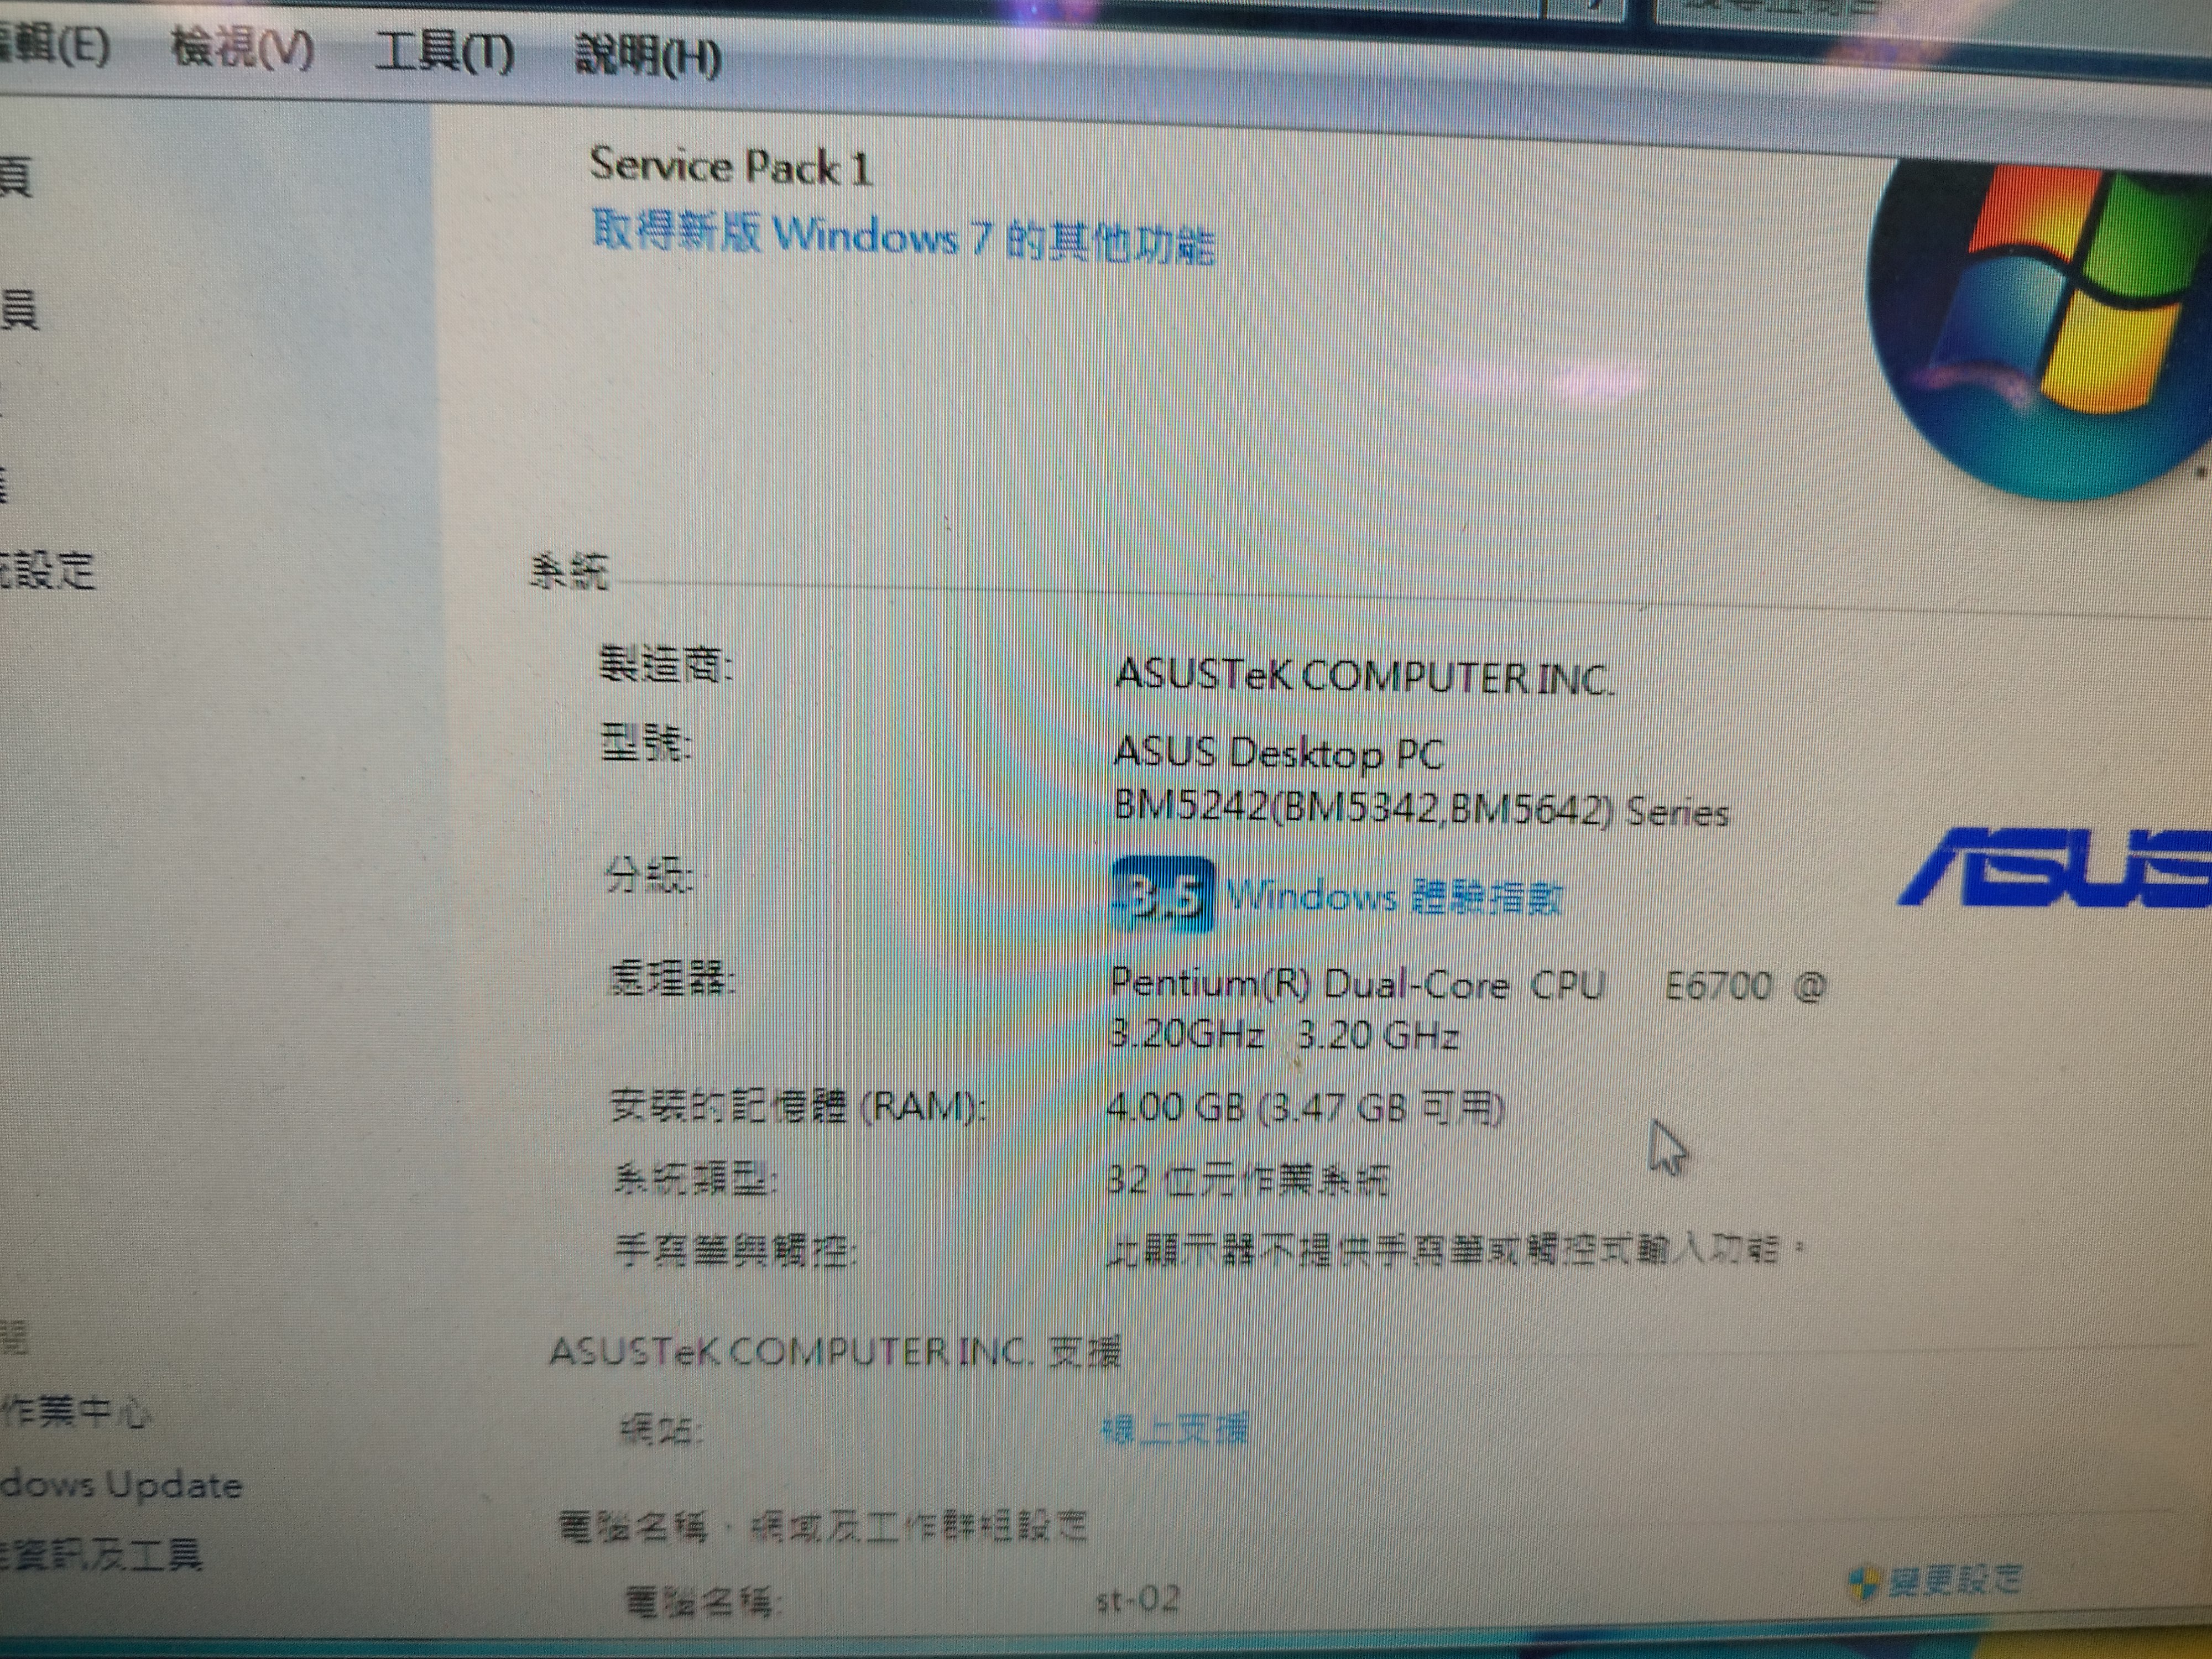 輯(E) 檢視(V) 工具(T) 說明(H)
Service Pack 1
取得新版 Windows 7 的其他功能
頁
員
設定
系統
製造商: ASUSTeK COMPUTER INC.
型號: ASUS Desktop PC
BM5242(BM5342,BM5642) Series
ASUS
分級: 3.5 Windows 體驗指數
處理器: Pentium(R) Dual-Core CPU E6700 @
3.20GHz 3.20 GHz
安裝的記憶體 (RAM): 4.00 GB (3.47 GB 可用)
系統類型: 32 位元作業系統
手寫筆與觸控: 此顯示器不提供手寫筆或觸控式輸入功能。
ASUSTeK COMPUTER INC. 支援
作業中心
網站: 線上支援
dows Update
電腦名稱、網域及工作群組設定
資訊及工具
電腦名稱: st-02
變更設定